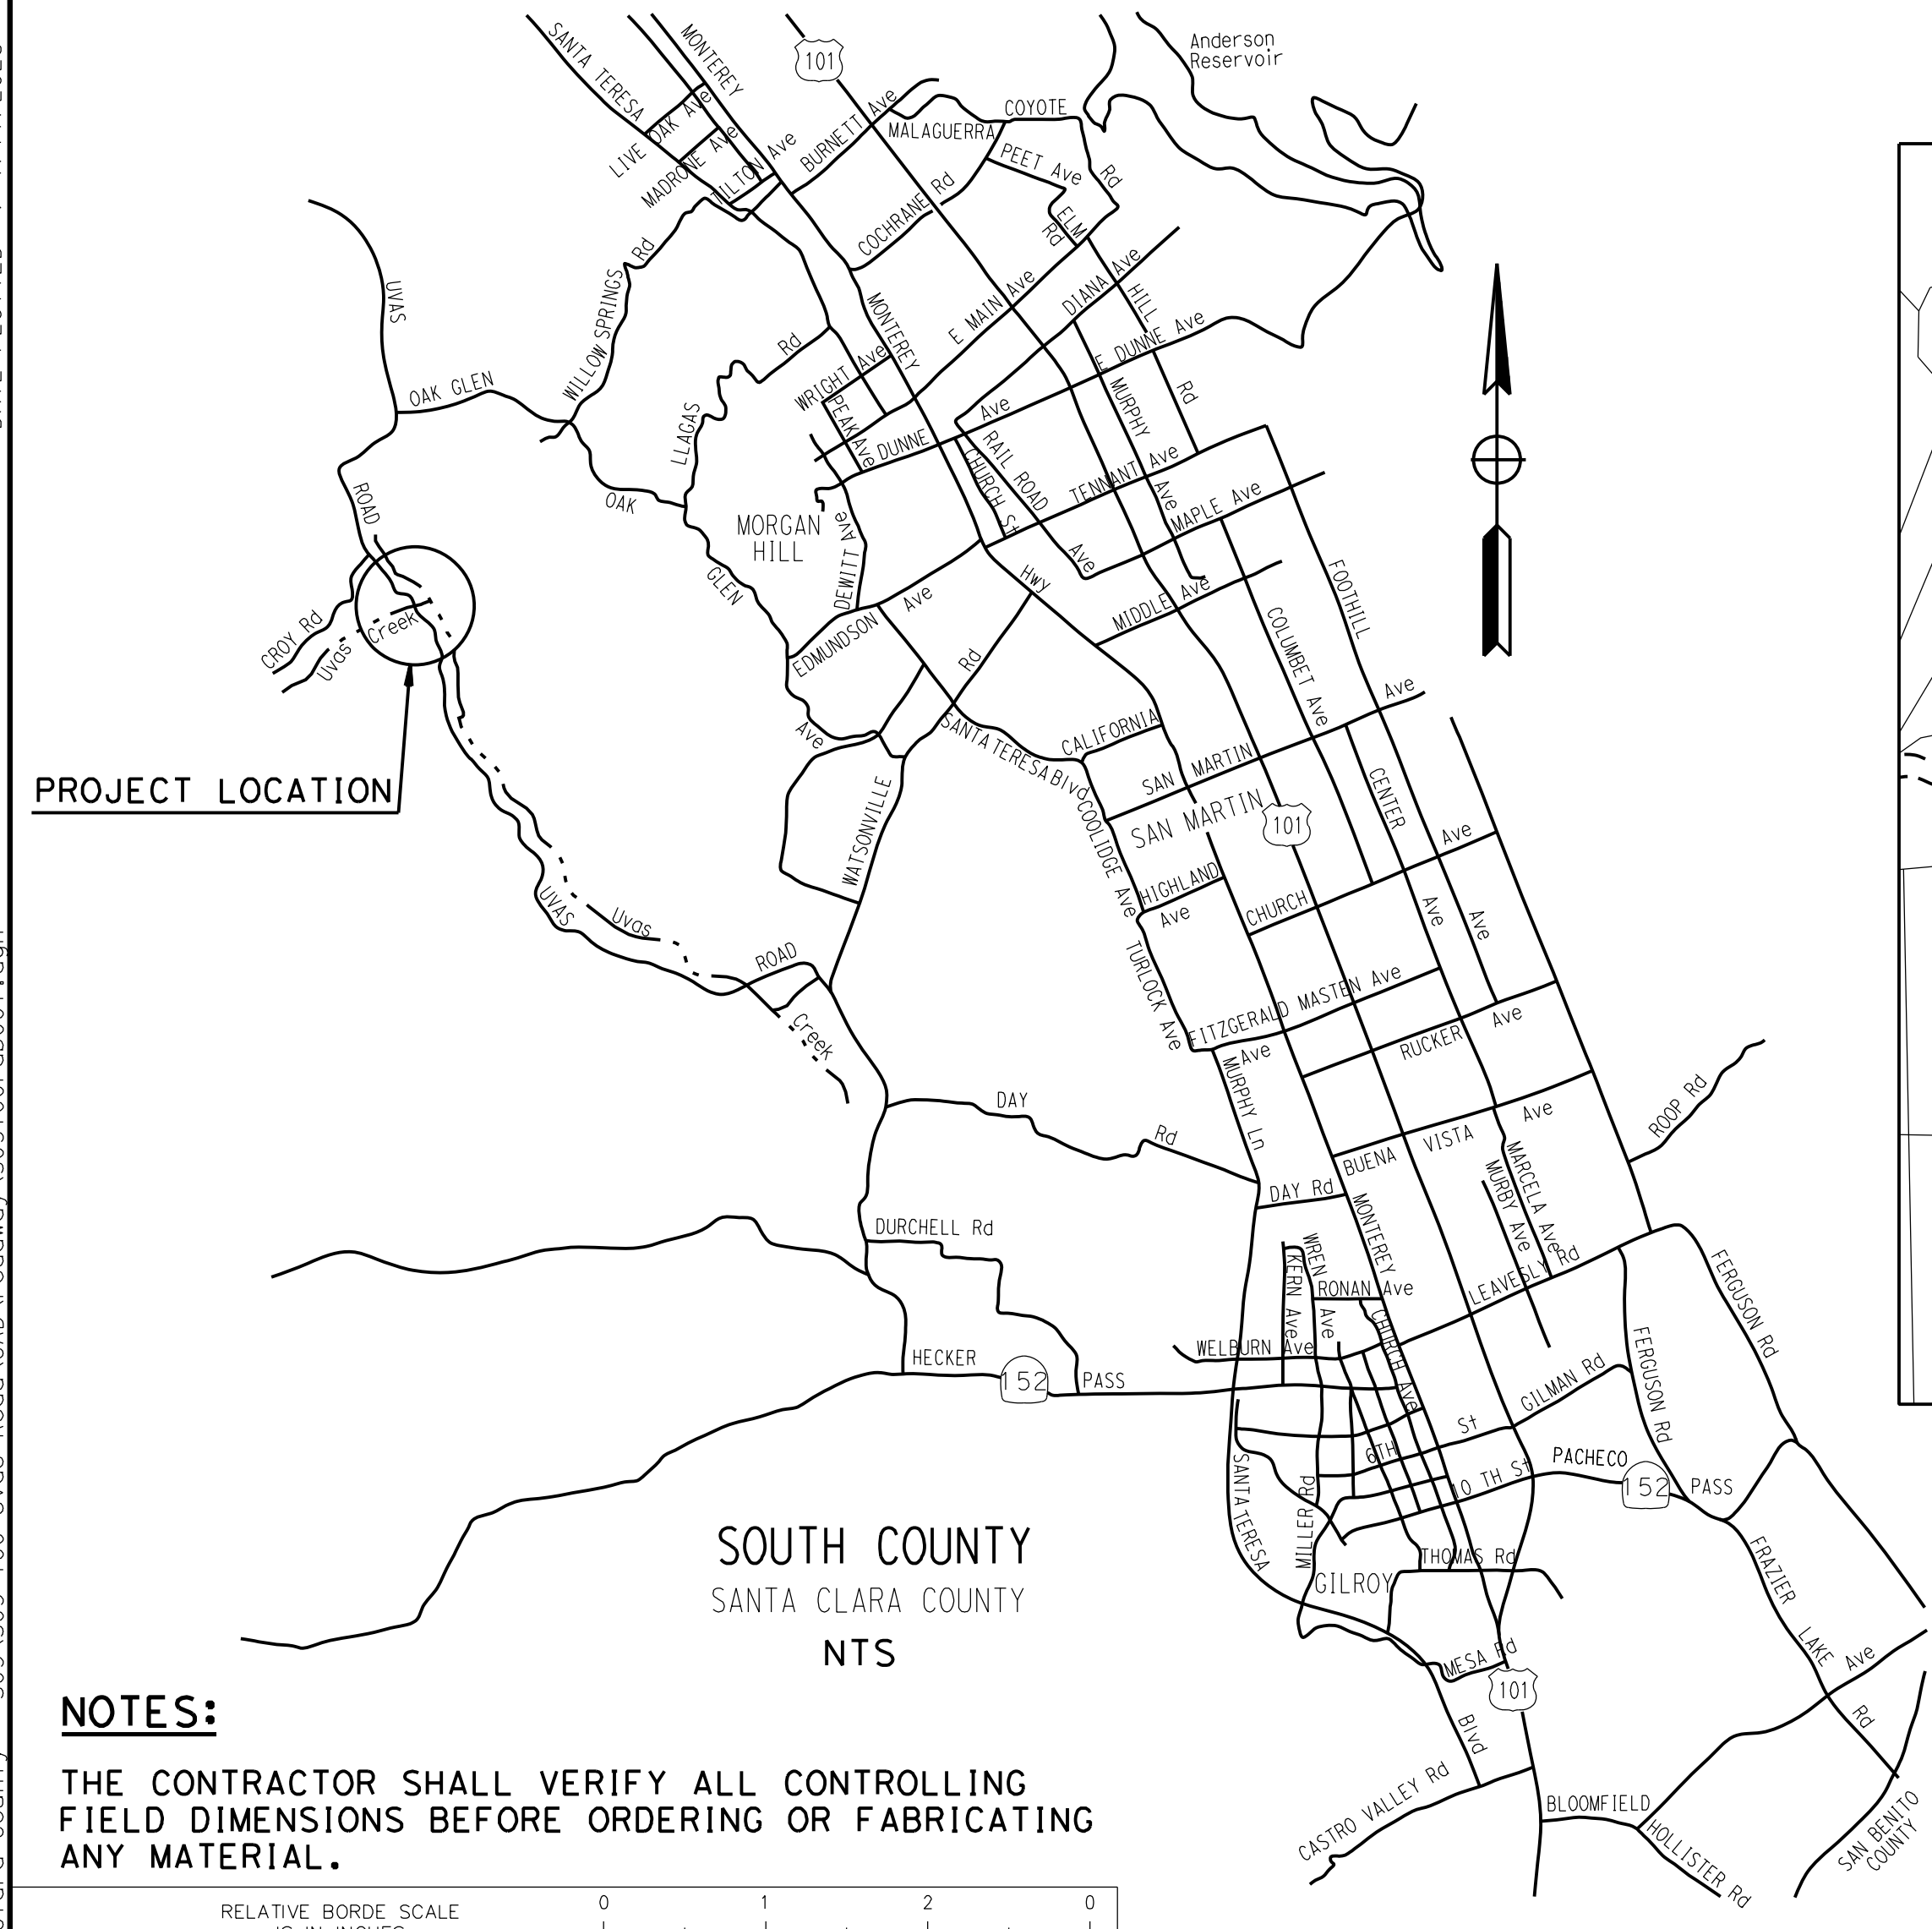 SANTA TERESA
MONTEREY
101
Anderson
Reservoir
LIVE OAK Ave
MADRONE Ave
TILTON Ave
BURNETT Ave
MALAGUERRA
COYOTE
Rd
PEET Ave
COCHRANE Rd
ELM
Rd
UVAS
WILLOW SPRINGS Rd
MONTEREY
E MAIN Ave
DIANA Ave
HILL
E DUNNE Ave
Rd
OAK GLEN
LLAGAS Rd
WRIGHT Ave
PEAK Ave
DUNNE Ave
MURPHY
Ave
RAIL ROAD
Ave
CHURCH St
TENNANT Ave
MAPLE Ave
ROAD
OAK
GLEN
Ave
MORGAN
HILL
DEWITT Ave
Hwy
MIDDLE Ave
FOOTHILL
COLUMBET Ave
EDMUNDSON Ave
Rd
CROY Rd
Uvas
Creek
SANTA TERESA Blvd
CALIFORNIA
SAN MARTIN
Ave
PROJECT LOCATION
WATSONVILLE
COOLIDGE Ave
SAN MARTIN
101
CENTER
Ave
HIGHLAND
Ave
CHURCH
Ave
Ave
UVAS
Uvas
ROAD
Creek
TURLOCK Ave
FITZGERALD MASTEN Ave
Ave
RUCKER Ave
MURPHY Ln
DAY
Rd
ROOP Rd
BUENA VISTA Ave
MARCELA Ave
MURBY Ave
DAY Rd
MONTEREY
DURCHELL Rd
WREN
Ave
KERN Ave
RONAN Ave
LEAVESLY Rd
FERGUSON Rd
CHURCH Ave
WELBURN Ave
FERGUSON Rd
HECKER
152
PASS
GILMAN Rd
6TH St
10 TH St
PACHECO
152
PASS
SANTA TERESA
MILLER Rd
THOMAS Rd
GILROY
FRAZIER
LAKE
Rd
Ave
SOUTH COUNTY
SANTA CLARA COUNTY
NTS
MESA Rd
101
Blvd
CASTRO VALLEY Rd
BLOOMFIELD
HOLLISTER Rd
SAN BENITO
COUNTY
NOTES:
THE CONTRACTOR SHALL VERIFY ALL CONTROLLING
FIELD DIMENSIONS BEFORE ORDERING OR FABRICATING
ANY MATERIAL.
RELATIVE BORDE SCALE
0 1 2 0